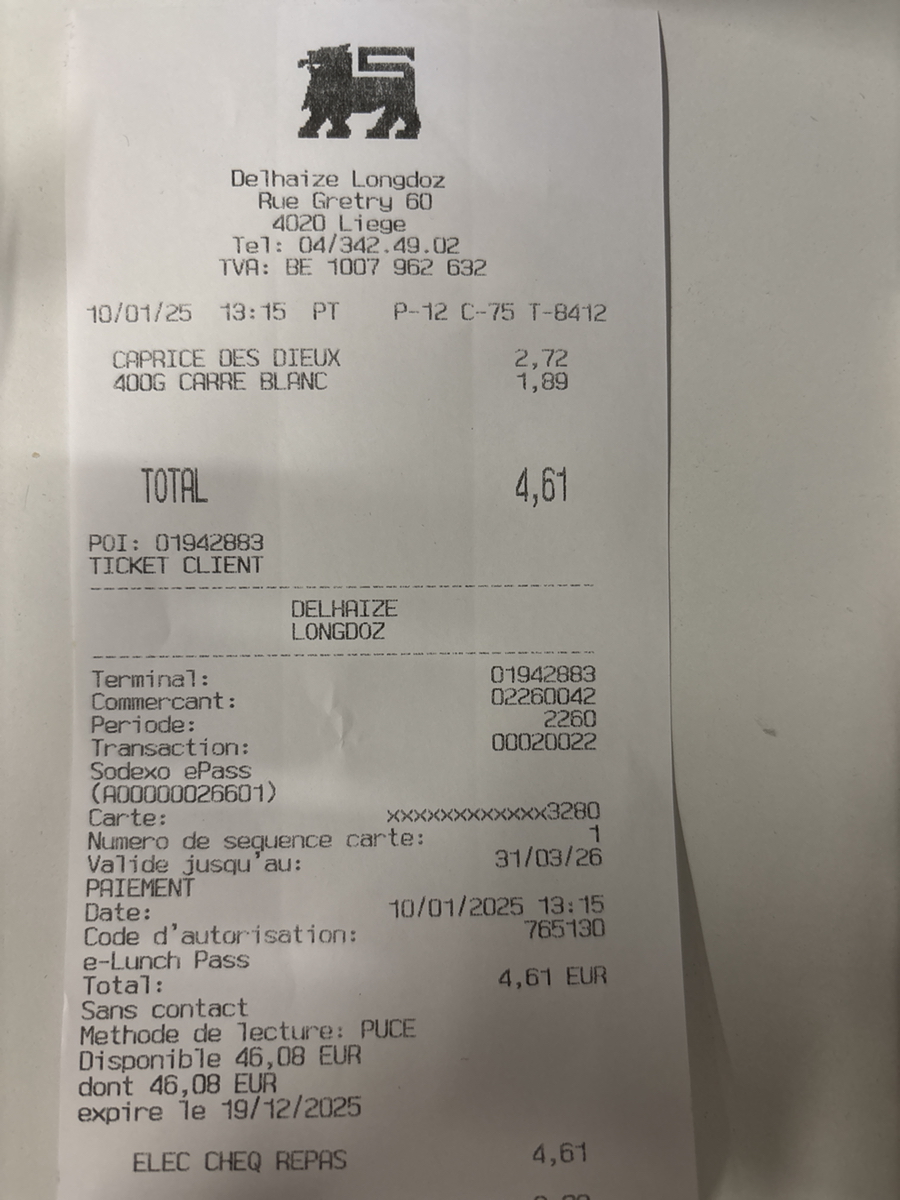 Delhaize Longdoz
Rue Gretry 60
4020 Liege
Tel: 04/342.49.02
TVA: BE 1007 962 632
10/01/25 13:15 PT P-12 C-75 T-8412
CAPRICE DES DIEUX 2,72
400G CARRE BLANC 1,89
TOTAL 4,61
POI: 01942883
TICKET CLIENT
DELHAIZE
LONGDOZ
Terminal: 01942883
Commercant: 02260042
Periode: 2260
Transaction: 00020022
Sodexo ePass
(A00000026601)
Carte: xxxxxxxxxxxxx3280
Numero de sequence carte: 1
Valide jusqu'au: 31/03/26
PAIEMENT
Date: 10/01/2025 13:15
Code d'autorisation: 765130
e-Lunch Pass
Total: 4,61 EUR
Sans contact
Methode de lecture: PUCE
Disponible 46,08 EUR
dont 46,08 EUR
expire le 19/12/2025
ELEC CHEQ REPAS 4,61